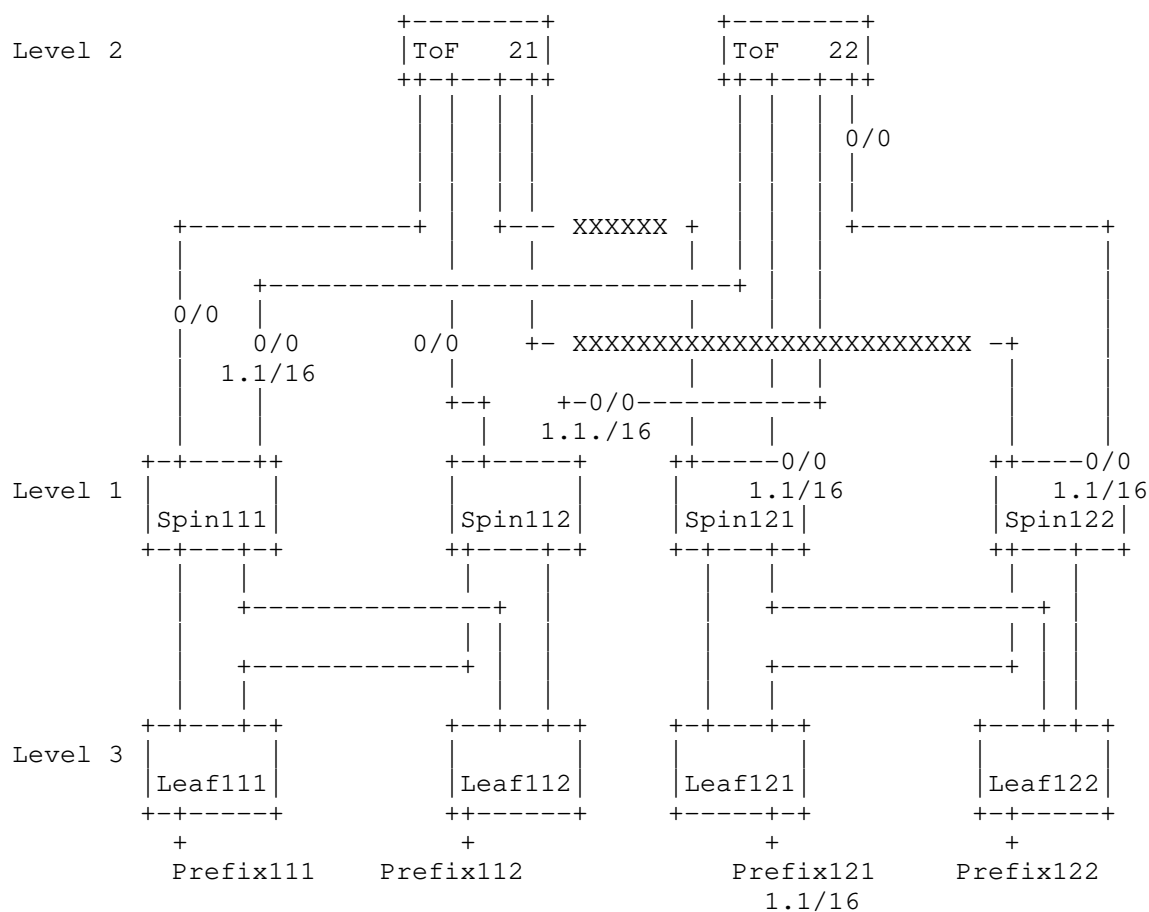 Level 2 ToF 21 ToF 22
0/0
XXXXXX
0/0
0/0 0/0 XXXXXXXXXXXXXXXXXXXXXXXXX
1.1/16
0/0
1.1./16
0/0 0/0
Level 1 1.1/16 1.1/16
Spin111 Spin112 Spin121 Spin122
Level 3
Leaf111 Leaf112 Leaf121 Leaf122
Prefix111 Prefix112 Prefix121 Prefix122
1.1/16